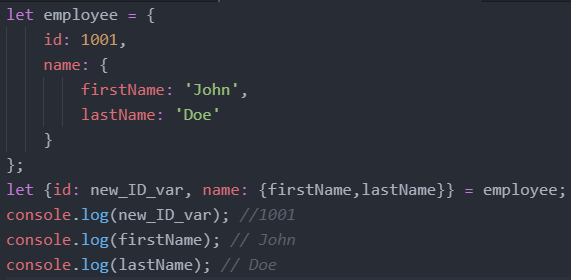 let employee = {
    id: 1001,
    name: {
        firstName: 'John',
        lastName: 'Doe'
    }
};
let {id: new_ID_var, name: {firstName,lastName}} = employee;
console.log(new_ID_var); //1001
console.log(firstName); // John
console.log(lastName); // Doe